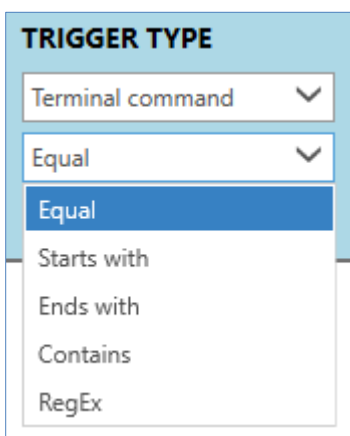 TRIGGER TYPE
Terminal command
Equal
Equal
Starts with
Ends with
Contains
RegEx